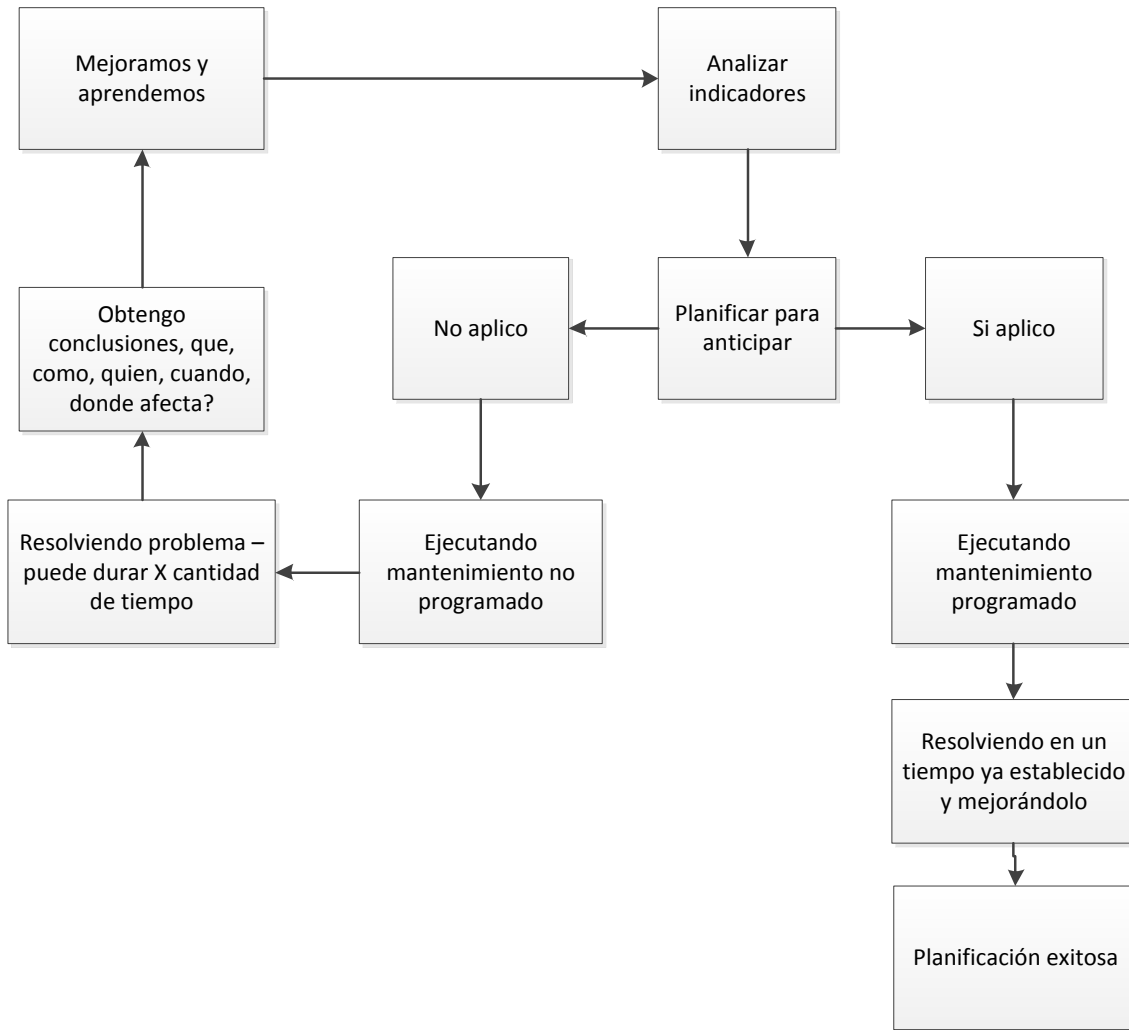 Mejoramos y
aprendemos
Analizar
indicadores
No aplico
Planificar para
anticipar
Si aplico
Obtengo
conclusiones, que,
como, quien, cuando,
donde afecta?
Resolviendo problema –
puede durar X cantidad
de tiempo
Ejecutando
mantenimiento no
programado
Ejecutando
mantenimiento
programado
Resolviendo en un
tiempo ya establecido
y mejorándolo
Planificación exitosa